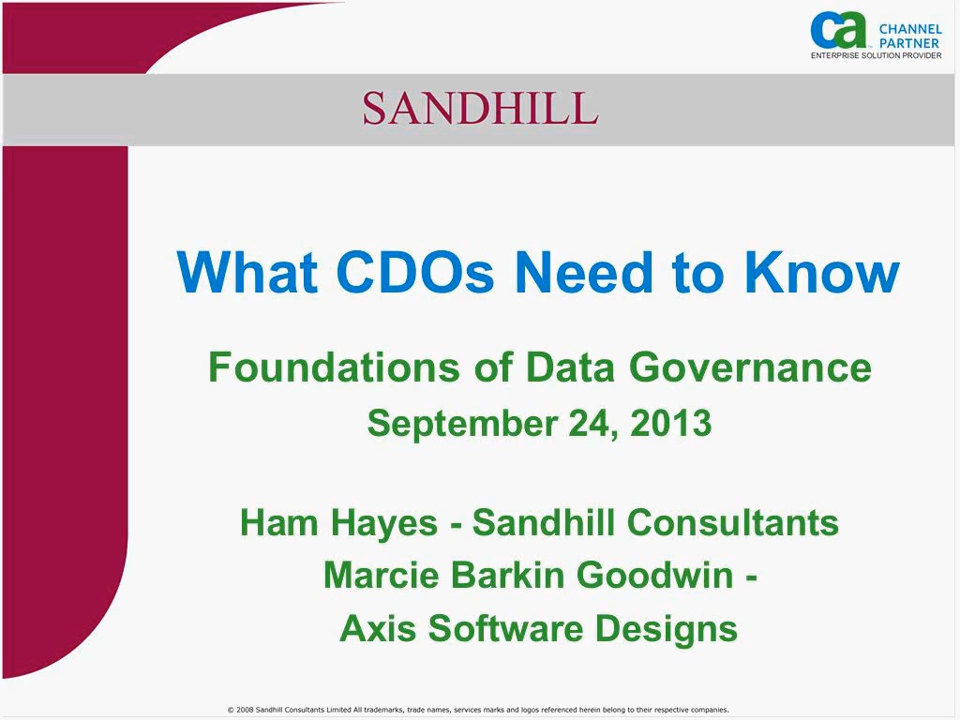 ca CHANNEL
PARTNER
ENTERPRISE SOLUTION PROVIDER
SANDHILL
What CDOs Need to Know
Foundations of Data Governance
September 24, 2013
Ham Hayes - Sandhill Consultants
Marcie Barkin Goodwin -
Axis Software Designs
© 2008 Sandhill Consultants Limited All trademarks, trade names, services marks and logos referenced herein belong to their respective companies.